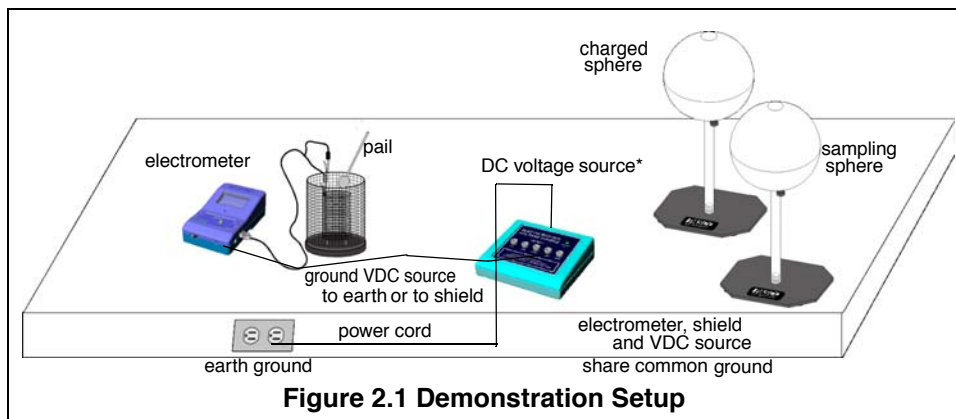 charged
sphere
electrometer
pail
DC voltage source*
sampling
sphere
ground VDC source
to earth or to shield
power cord
electrometer, shield
and VDC source
share common ground
earth ground
Figure 2.1 Demonstration Setup